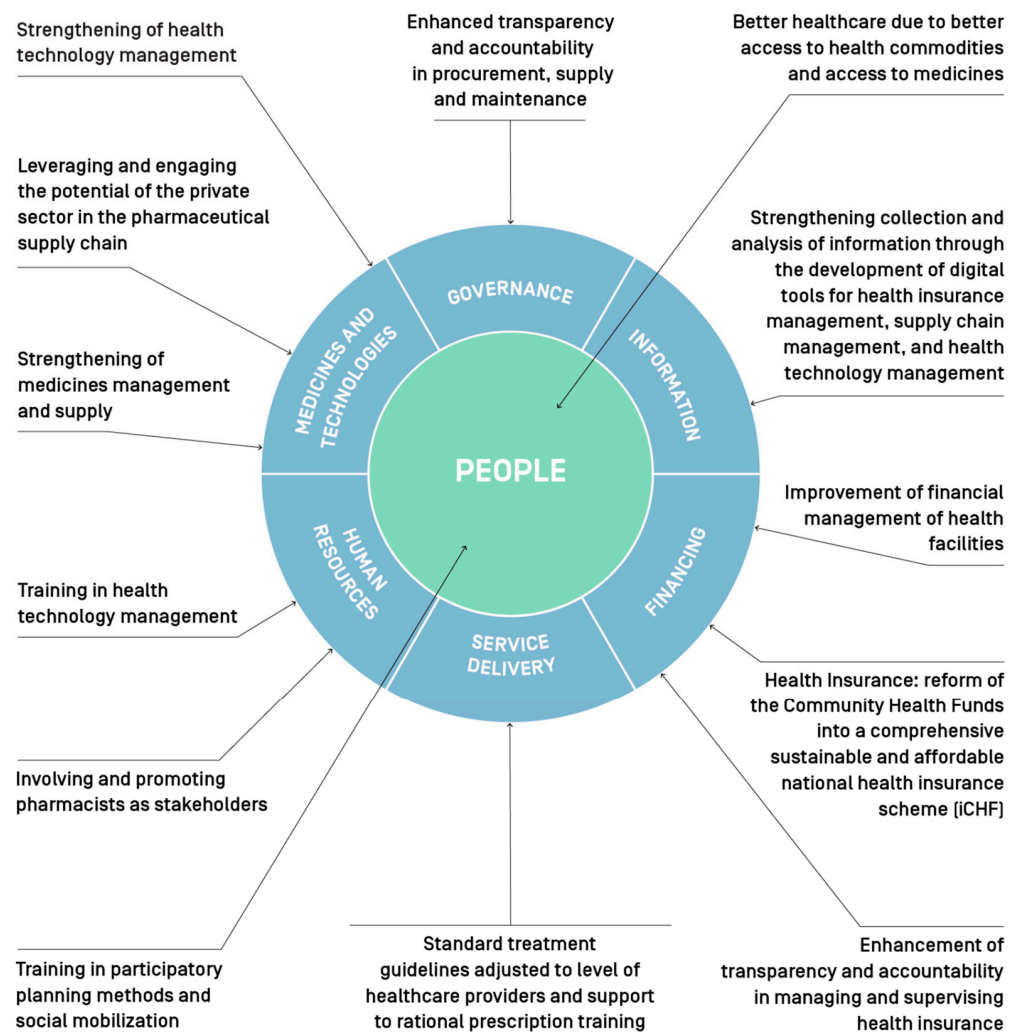 Strengthening of health
technology management
Enhanced transparency
and accountability
in procurement, supply
and maintenance
Better healthcare due to better
access to health commodities
and access to medicines
Leveraging and engaging
the potential of the private
sector in the pharmaceutical
supply chain
Strengthening collection and
analysis of information through
the development of digital
tools for health insurance
management, supply chain
management, and health
technology management
Strengthening of
medicines management
and supply
GOVERNANCE
MEDICINES AND
TECHNOLOGIES
INFORMATION
PEOPLE
HUMAN
RESOURCES
FINANCING
SERVICE
DELIVERY
Improvement of financial
management of health
facilities
Training in health
technology management
Health Insurance: reform of
the Community Health Funds
into a comprehensive
sustainable and affordable
national health insurance
scheme (iCHF)
Involving and promoting
pharmacists as stakeholders
Training in participatory
planning methods and
social mobilization
Standard treatment
guidelines adjusted to level of
healthcare providers and support
to rational prescription training
Enhancement of
transparency and accountability
in managing and supervising
health insurance